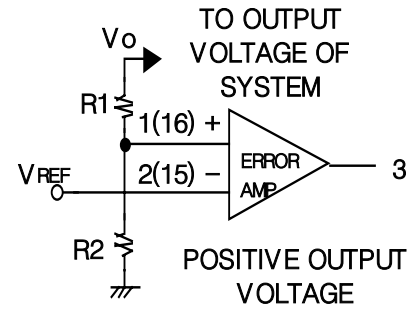 TO OUTPUT
VOLTAGE OF
SYSTEM
Vo
R1
1(16) +
ERROR
AMP
3
VREF
2(15) −
R2
POSITIVE OUTPUT
VOLTAGE